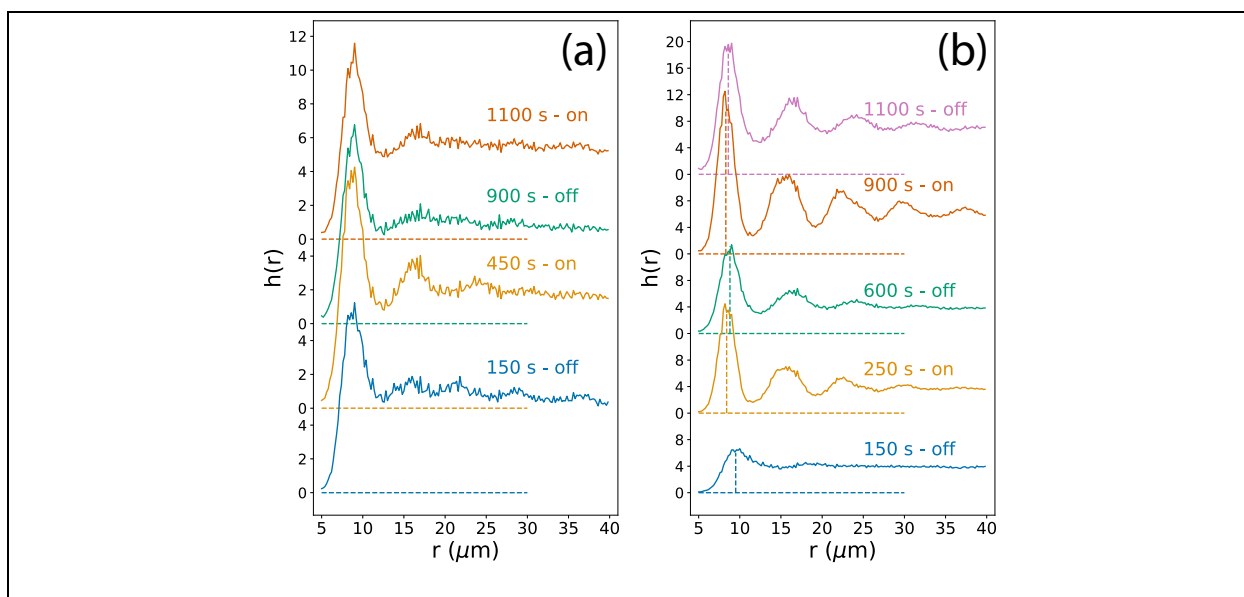 (a)
12
10
8
6
4
2
0
4
2
0
4
2
0
4
2
0
h(r)
1100 s - on
900 s - off
450 s - on
150 s - off
5 10 15 20 25 30 35 40
r (μm)
(b)
20
16
12
8
4
0
8
4
0
8
4
0
8
4
0
8
4
0
h(r)
1100 s - off
900 s - on
600 s - off
250 s - on
150 s - off
5 10 15 20 25 30 35 40
r (μm)